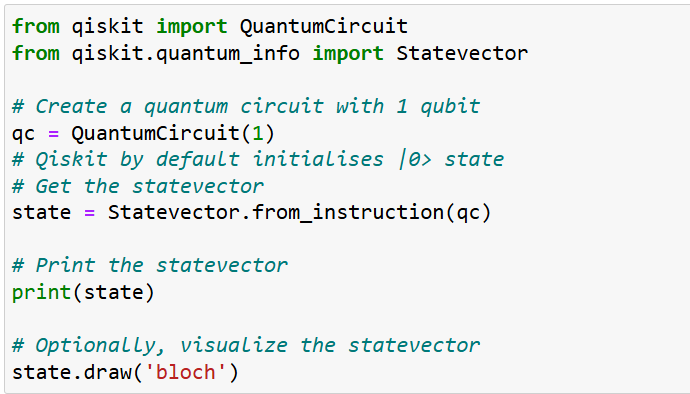 from qiskit import QuantumCircuit
from qiskit.quantum_info import Statevector
# Create a quantum circuit with 1 qubit
qc = QuantumCircuit(1)
# Qiskit by default initialises |0> state
# Get the statevector
state = Statevector.from_instruction(qc)
# Print the statevector
print(state)
# Optionally, visualize the statevector
state.draw('bloch')